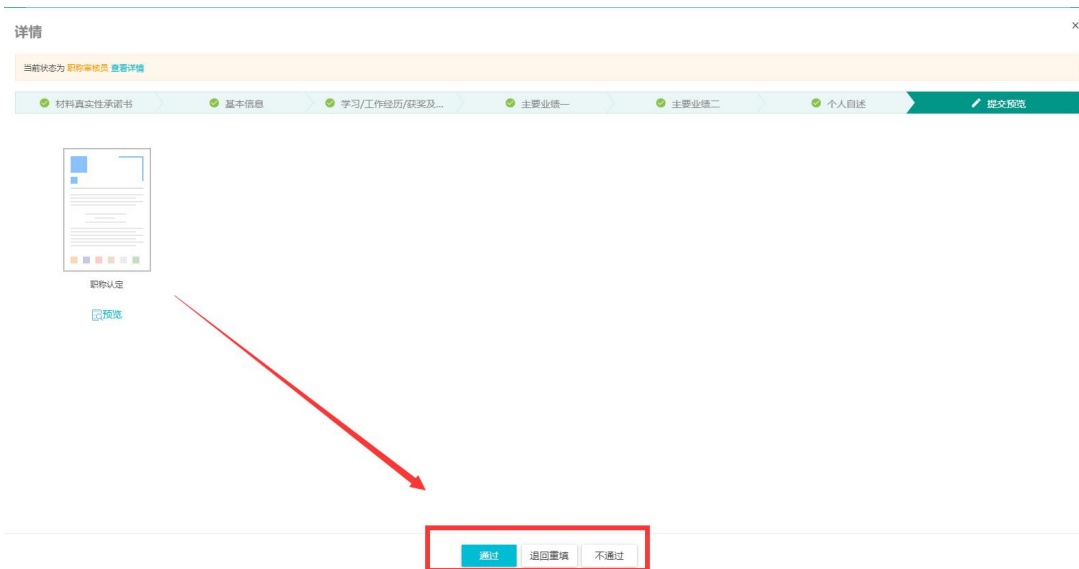 详情
×
当前状态为 职称审核员 查看详情
材料真实性承诺书 基本信息 学习/工作经历/获奖及... 主要业绩一 主要业绩二 个人自述 提交预览
职称认定
预览
通过 退回重填 不通过